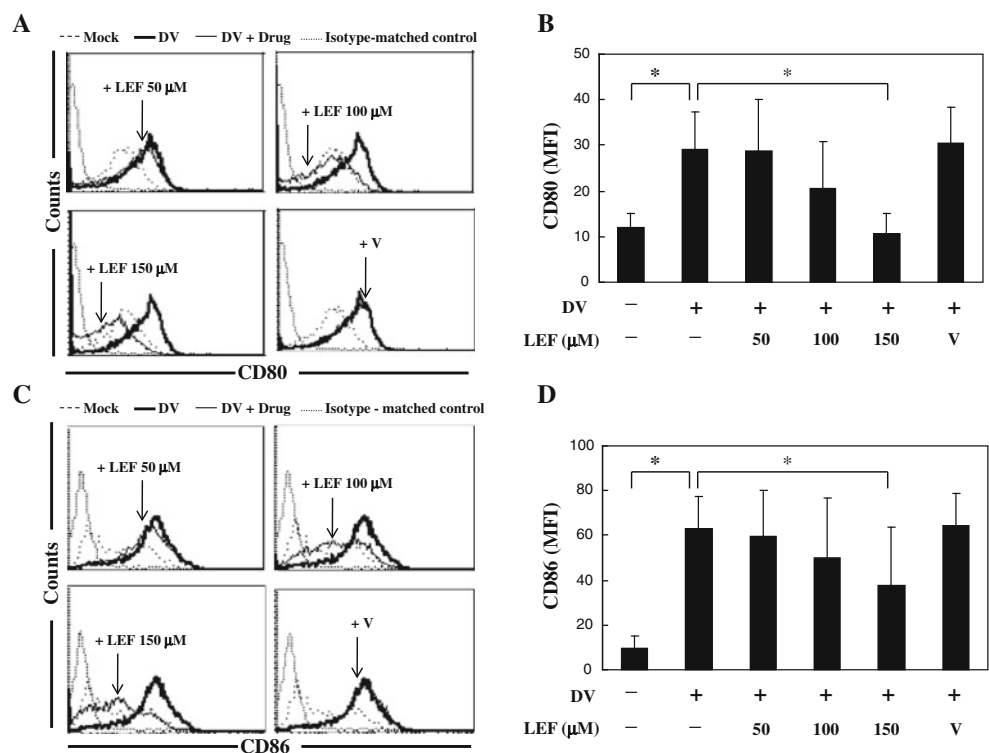 A
Mock DV DV + Drug Isotype-matched control
+ LEF 50 μM
+ LEF 100 μM
+ LEF 150 μM
+ V
Counts
CD80
B
*
*
50
40
30
20
10
0
CD80 (MFI)
DV − + + + + +
LEF (μM) − − 50 100 150 V
C
Mock DV DV + Drug Isotype - matched control
+ LEF 50 μM
+ LEF 100 μM
+ LEF 150 μM
+ V
Counts
CD86
D
*
*
100
80
60
40
20
0
CD86 (MFI)
DV − + + + + +
LEF (μM) − − 50 100 150 V